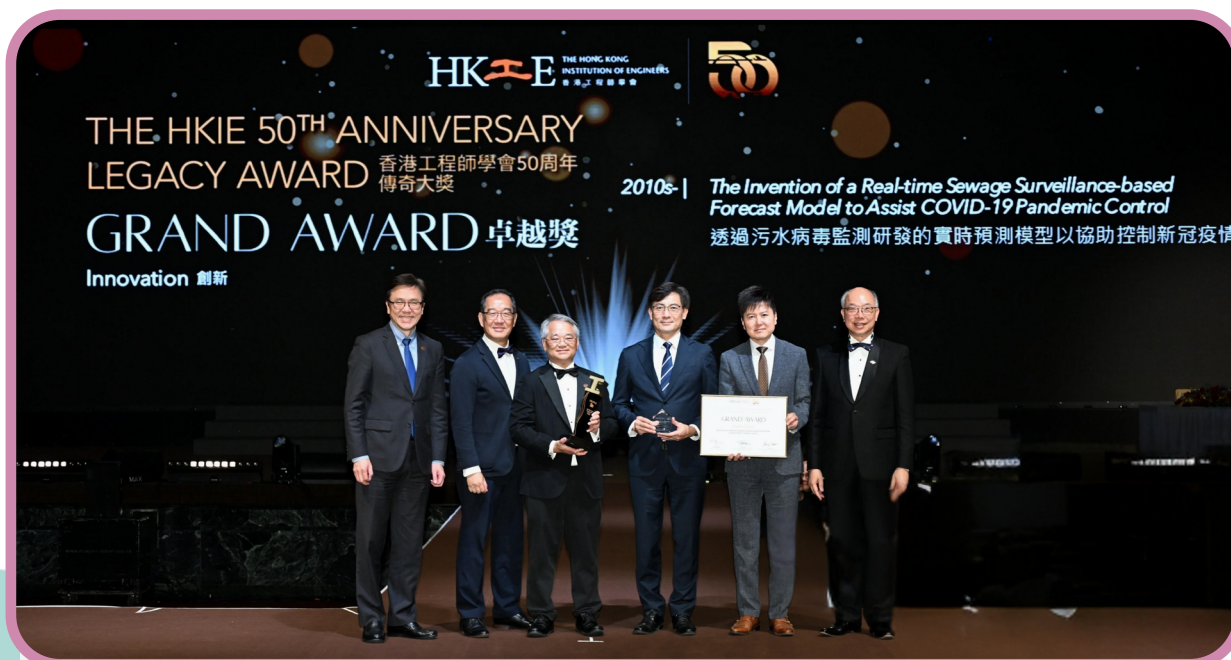 HK工E
THE HONG KONG
INSTITUTION OF ENGINEERS
香港工程師學會
50
THE HKIE 50TH ANNIVERSARY
LEGACY AWARD 香港工程師學會50周年
傳奇大獎
GRAND AWARD 卓越獎
Innovation 創新
2010s- |
The Invention of a Real-time Sewage Surveillance-based
Forecast Model to Assist COVID-19 Pandemic Control
透過污水病毒監測研發的實時預測模型以協助控制新冠疫情
GRAND AWARD